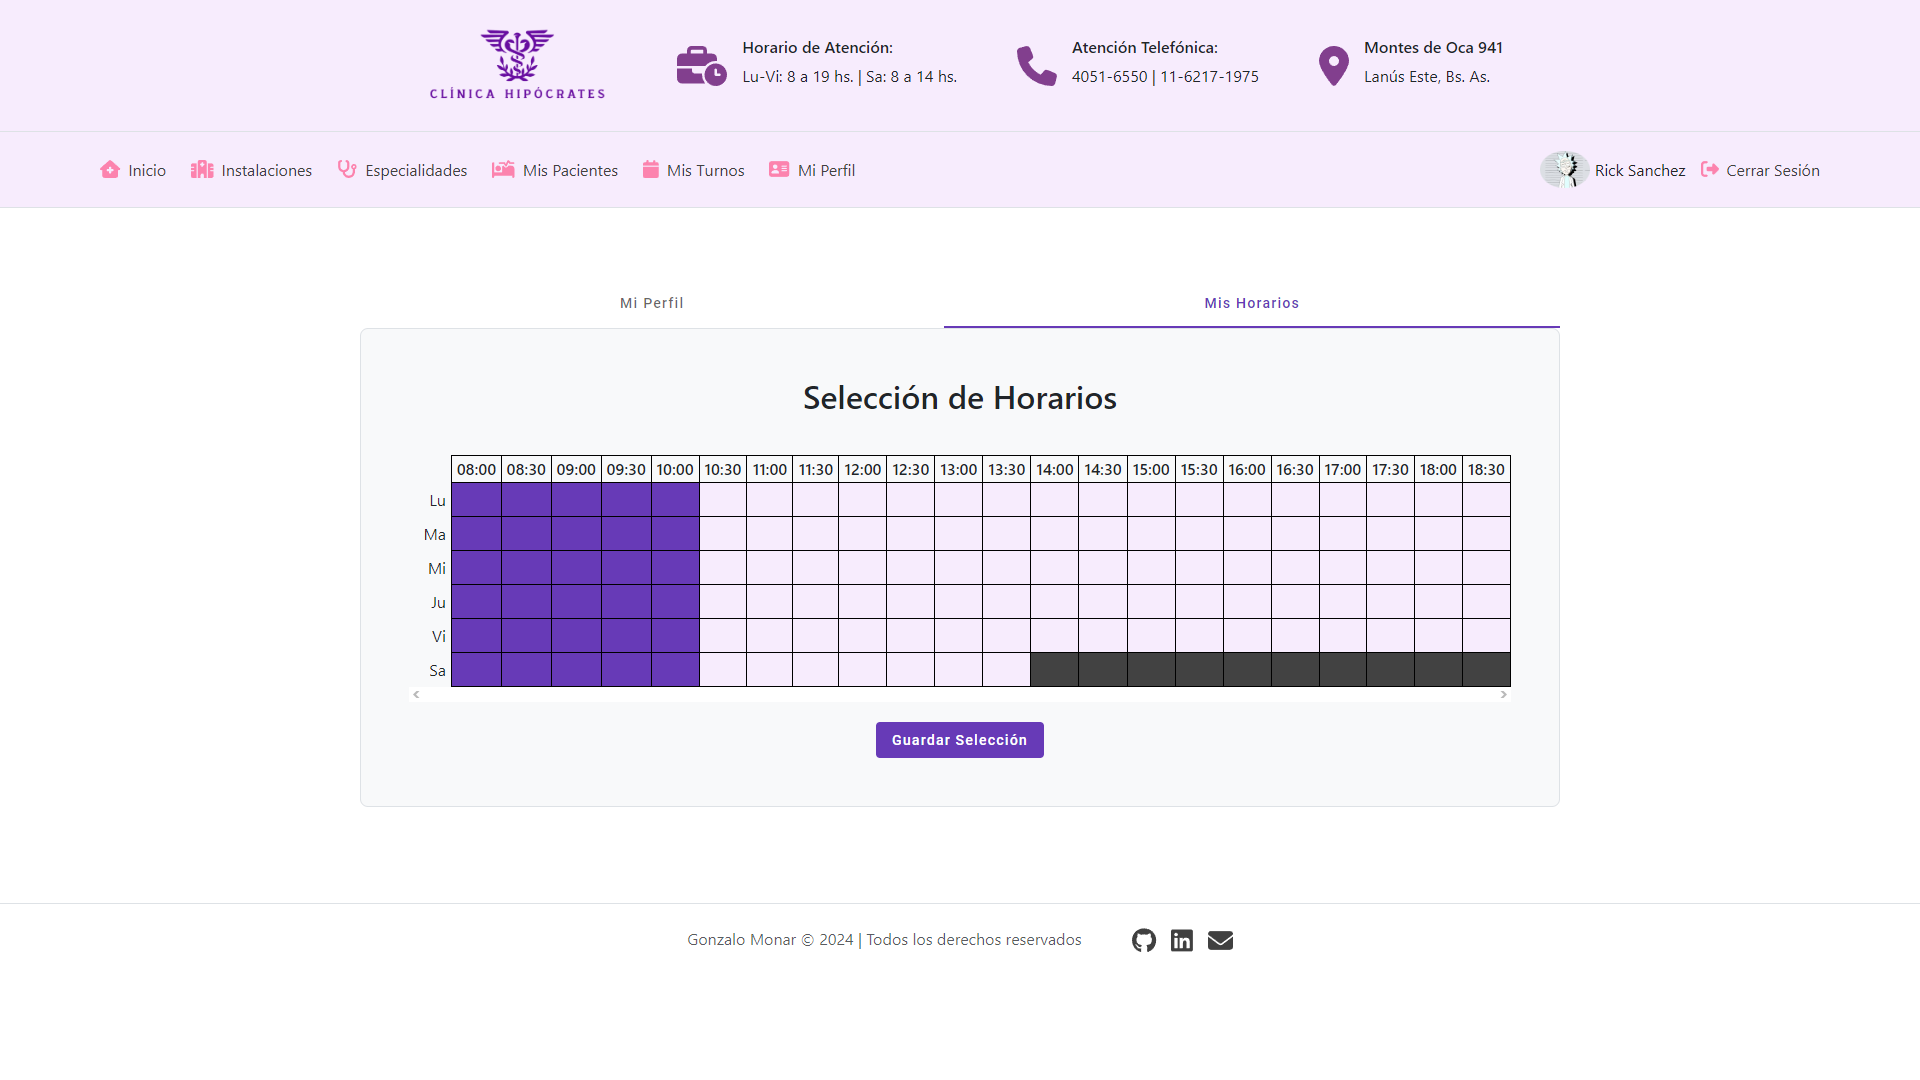 CLÍNICA HIPÓCRATES
Horario de Atención:
Lu-Vi: 8 a 19 hs. | Sa: 8 a 14 hs.
Atención Telefónica:
4051-6550 | 11-6217-1975
Montes de Oca 941
Lanús Este, Bs. As.
Inicio Instalaciones Especialidades Mis Pacientes Mis Turnos Mi Perfil Rick Sanchez Cerrar Sesión
Mi Perfil Mis Horarios
Selección de Horarios
08:00 08:30 09:00 09:30 10:00 10:30 11:00 11:30 12:00 12:30 13:00 13:30 14:00 14:30 15:00 15:30 16:00 16:30 17:00 17:30 18:00 18:30
Lu
Ma
Mi
Ju
Vi
Sa
Guardar Selección
Gonzalo Monar © 2024 | Todos los derechos reservados